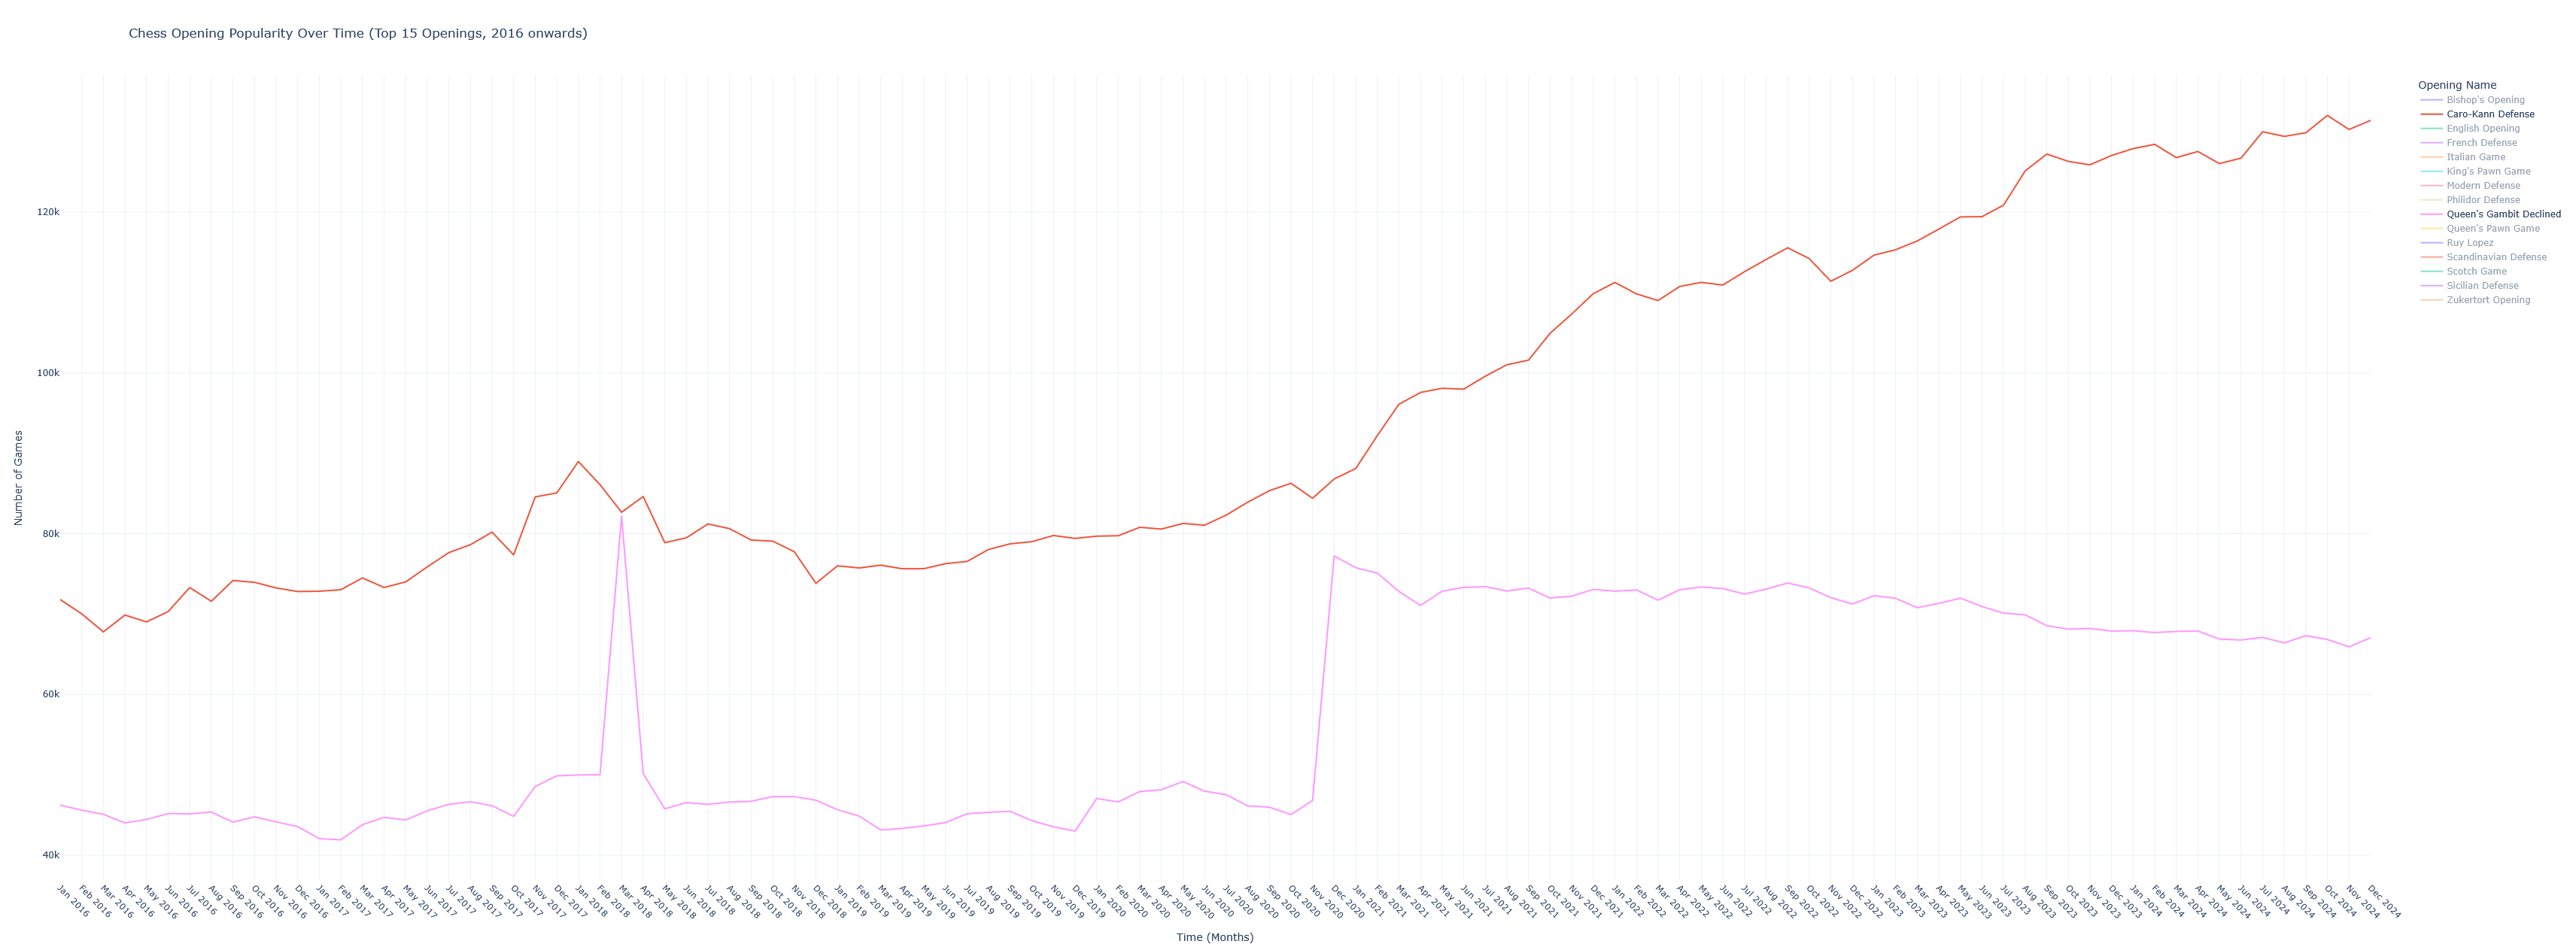 Chess Opening Popularity Over Time (Top 15 Openings, 2016 onwards)
Opening Name
Bishop's Opening
Caro-Kann Defense
English Opening
French Defense
Italian Game
King's Pawn Game
Modern Defense
Philidor Defense
Queen's Gambit Declined
Queen's Pawn Game
Ruy Lopez
Scandinavian Defense
Scotch Game
Sicilian Defense
Zukertort Opening
Number of Games
120k
100k
80k
60k
40k
Jan 2016
Feb 2016
Mar 2016
Apr 2016
May 2016
Jun 2016
Jul 2016
Aug 2016
Sep 2016
Oct 2016
Nov 2016
Dec 2016
Jan 2017
Feb 2017
Mar 2017
Apr 2017
May 2017
Jun 2017
Jul 2017
Aug 2017
Sep 2017
Oct 2017
Nov 2017
Dec 2017
Jan 2018
Feb 2018
Mar 2018
Apr 2018
May 2018
Jun 2018
Jul 2018
Aug 2018
Sep 2018
Oct 2018
Nov 2018
Dec 2018
Jan 2019
Feb 2019
Mar 2019
Apr 2019
May 2019
Jun 2019
Jul 2019
Aug 2019
Sep 2019
Oct 2019
Nov 2019
Dec 2019
Jan 2020
Feb 2020
Mar 2020
Apr 2020
May 2020
Jun 2020
Jul 2020
Aug 2020
Sep 2020
Oct 2020
Nov 2020
Dec 2020
Jan 2021
Feb 2021
Mar 2021
Apr 2021
May 2021
Jun 2021
Jul 2021
Aug 2021
Sep 2021
Oct 2021
Nov 2021
Dec 2021
Jan 2022
Feb 2022
Mar 2022
Apr 2022
May 2022
Jun 2022
Jul 2022
Aug 2022
Sep 2022
Oct 2022
Nov 2022
Dec 2022
Jan 2023
Feb 2023
Mar 2023
Apr 2023
May 2023
Jun 2023
Jul 2023
Aug 2023
Sep 2023
Oct 2023
Nov 2023
Dec 2023
Jan 2024
Feb 2024
Mar 2024
Apr 2024
May 2024
Jun 2024
Jul 2024
Aug 2024
Sep 2024
Oct 2024
Nov 2024
Dec 2024
Time (Months)